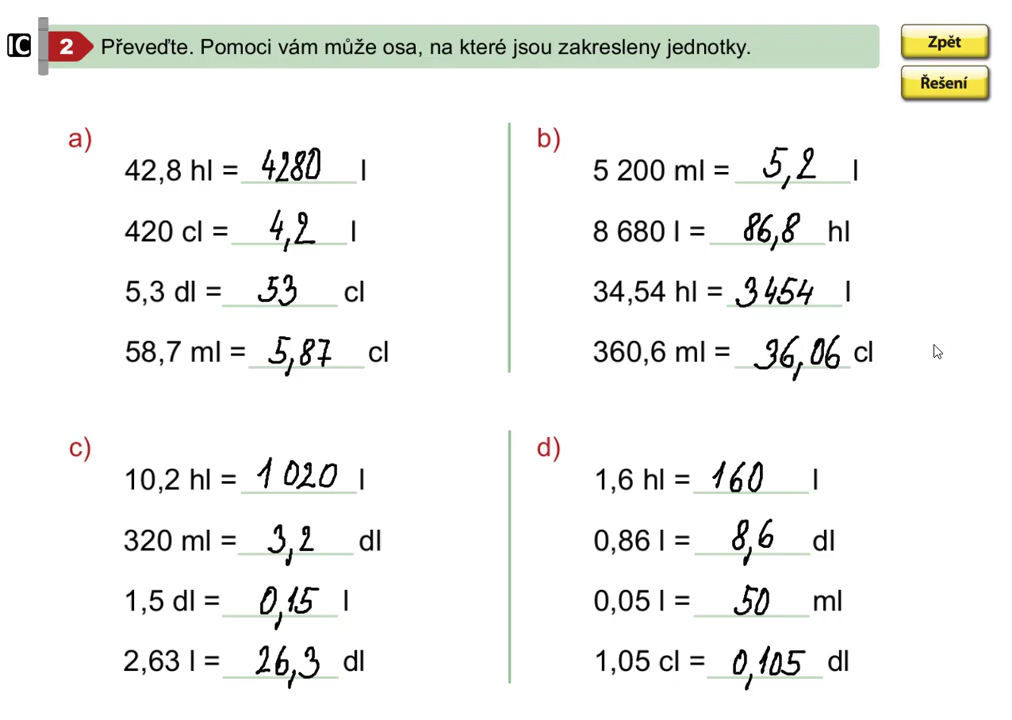 IC 2 Převeďte. Pomoci vám může osa, na které jsou zakresleny jednotky.
Zpět
Řešení
a)
42,8 hl = 4280 l
420 cl = 4,2 l
5,3 dl = 53 cl
58,7 ml = 5,87 cl
b)
5 200 ml = 5,2 l
8 680 l = 86,8 hl
34,54 hl = 3454 l
360,6 ml = 36,06 cl
c)
10,2 hl = 1 020 l
320 ml = 3,2 dl
1,5 dl = 0,15 l
2,63 l = 26,3 dl
d)
1,6 hl = 160 l
0,86 l = 8,6 dl
0,05 l = 50 ml
1,05 cl = 0,105 dl